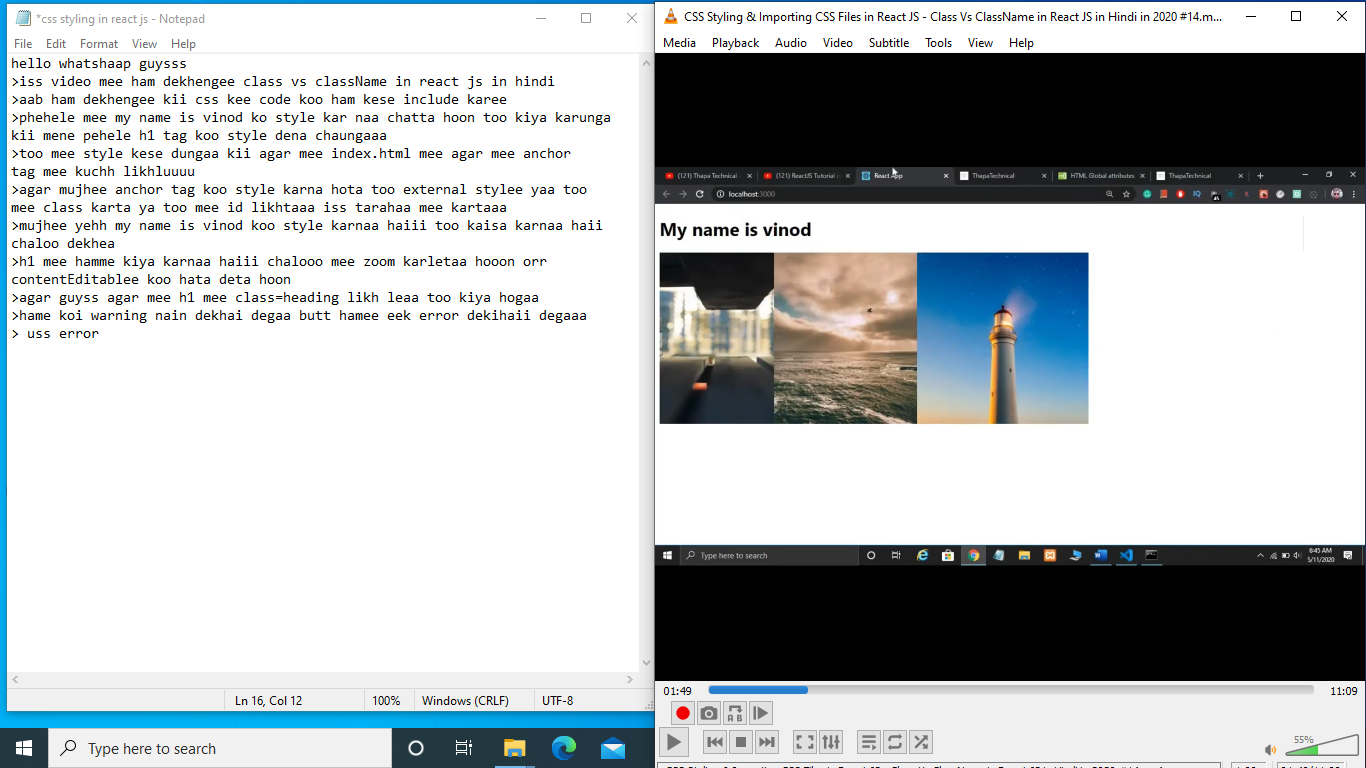 *css styling in react js - Notepad
File Edit Format View Help
hello whatshaap guysss
>iss video mee ham dekhengee class vs className in react js in hindi
>aab ham dekhengee kii css kee code koo ham kese include karee
>phehele mee my name is vinod ko style kar naa chatta hoon too kiya karunga
kii mene pehele h1 tag koo style dena chaungaaa
>too mee style kese dungaa kii agar mee index.html mee agar mee anchor
tag mee kuchh likhluuuu
>agar mujhee anchor tag koo style karna hota too external stylee yaa too
mee class karta ya too mee id likhtaaa iss tarahaa mee kartaaa
>mujhee yehh my name is vinod koo style karnaa haiii too kaisa karnaa haii
chaloo dekhea
>h1 mee hamme kiya karnaa haiii chalooo mee zoom karletaa hooon orr
contentEditablee koo hata deta hoon
>agar guyss agar mee h1 mee class=heading likh leaa too kiya hogaa
>hame koi warning nain dekhai degaa butt hamee eek error dekihaii degaaa
> uss error
Ln 16, Col 12 100% Windows (CRLF) UTF-8
Type here to search
CSS Styling & Importing CSS Files in React JS - Class Vs ClassName in React JS in Hindi in 2020 #14.m...
Media Playback Audio Video Subtitle Tools View Help
(121) Thapa Technical (121) ReactJS Tutorial React App ThapaTechnical HTML Global attributes ThapaTechnical
localhost:3000
My name is vinod
Type here to search
6:45 AM
5/11/2020
01:49 11:09
A B
55%